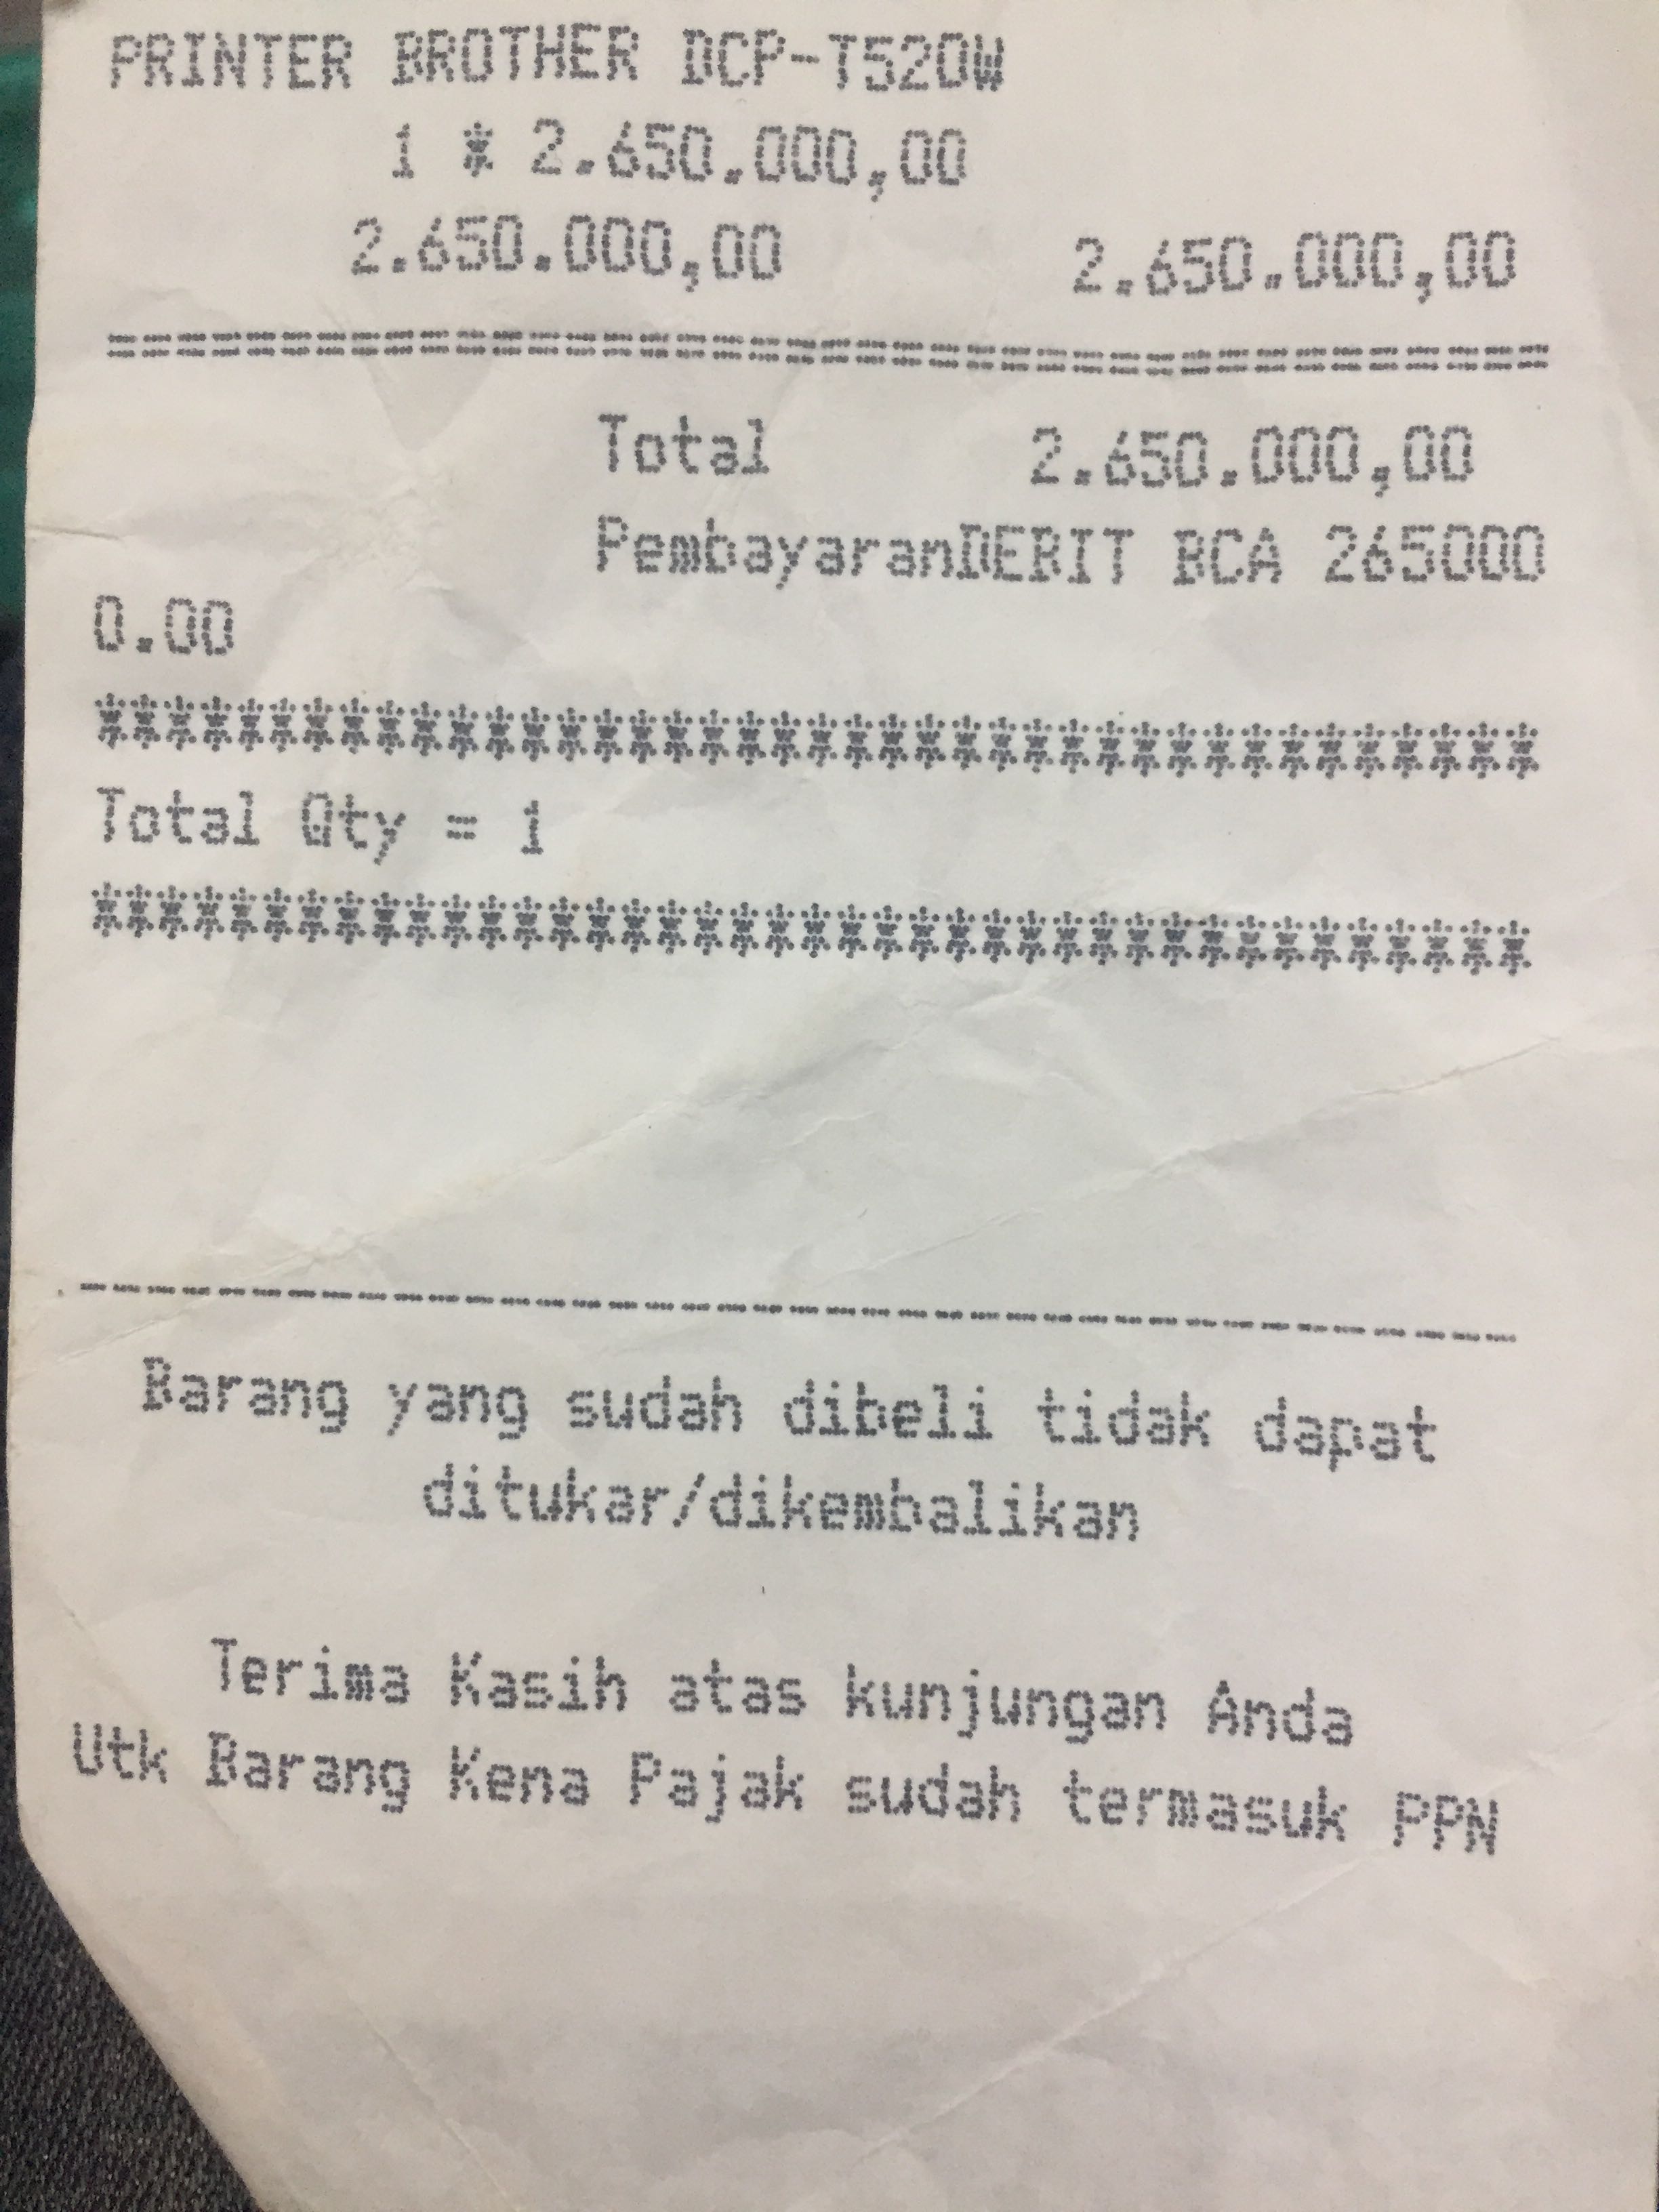 PRINTER BROTHER DCP-T520W
1 * 2.650.000,00
2.650.000,00 2.650.000,00
========================================
Total 2.650.000,00
PembayaranDEBIT BCA 265000
0.00
****************************************
Total Qty = 1
****************************************
----------------------------------------
Barang yang sudah dibeli tidak dapat
ditukar/dikembalikan
Terima Kasih atas kunjungan Anda
Utk Barang Kena Pajak sudah termasuk PPN